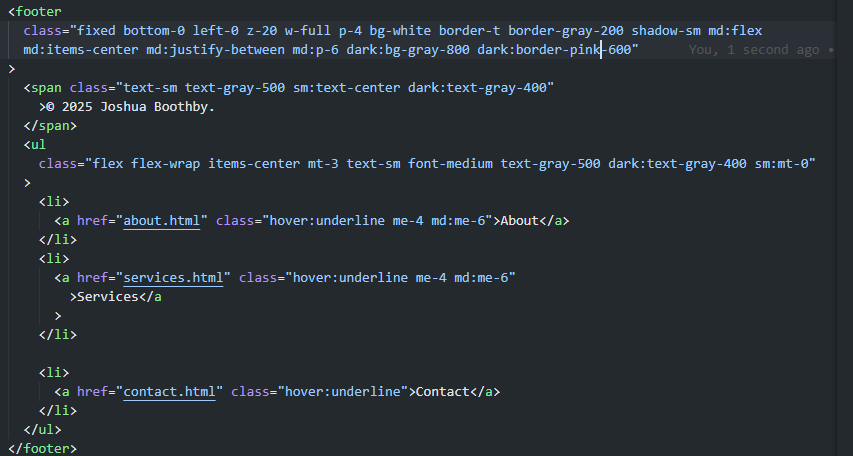 <footer
  class="fixed bottom-0 left-0 z-20 w-full p-4 bg-white border-t border-gray-200 shadow-sm md:flex
  md:items-center md:justify-between md:p-6 dark:bg-gray-800 dark:border-pink-600" You, 1 second ago •
>
  <span class="text-sm text-gray-500 sm:text-center dark:text-gray-400"
    >© 2025 Joshua Boothby.
  </span>
  <ul
    class="flex flex-wrap items-center mt-3 text-sm font-medium text-gray-500 dark:text-gray-400 sm:mt-0"
  >
    <li>
      <a href="about.html" class="hover:underline me-4 md:me-6">About</a>
    </li>
    <li>
      <a href="services.html" class="hover:underline me-4 md:me-6"
        >Services</a
      >
    </li>

    <li>
      <a href="contact.html" class="hover:underline">Contact</a>
    </li>
  </ul>
</footer>